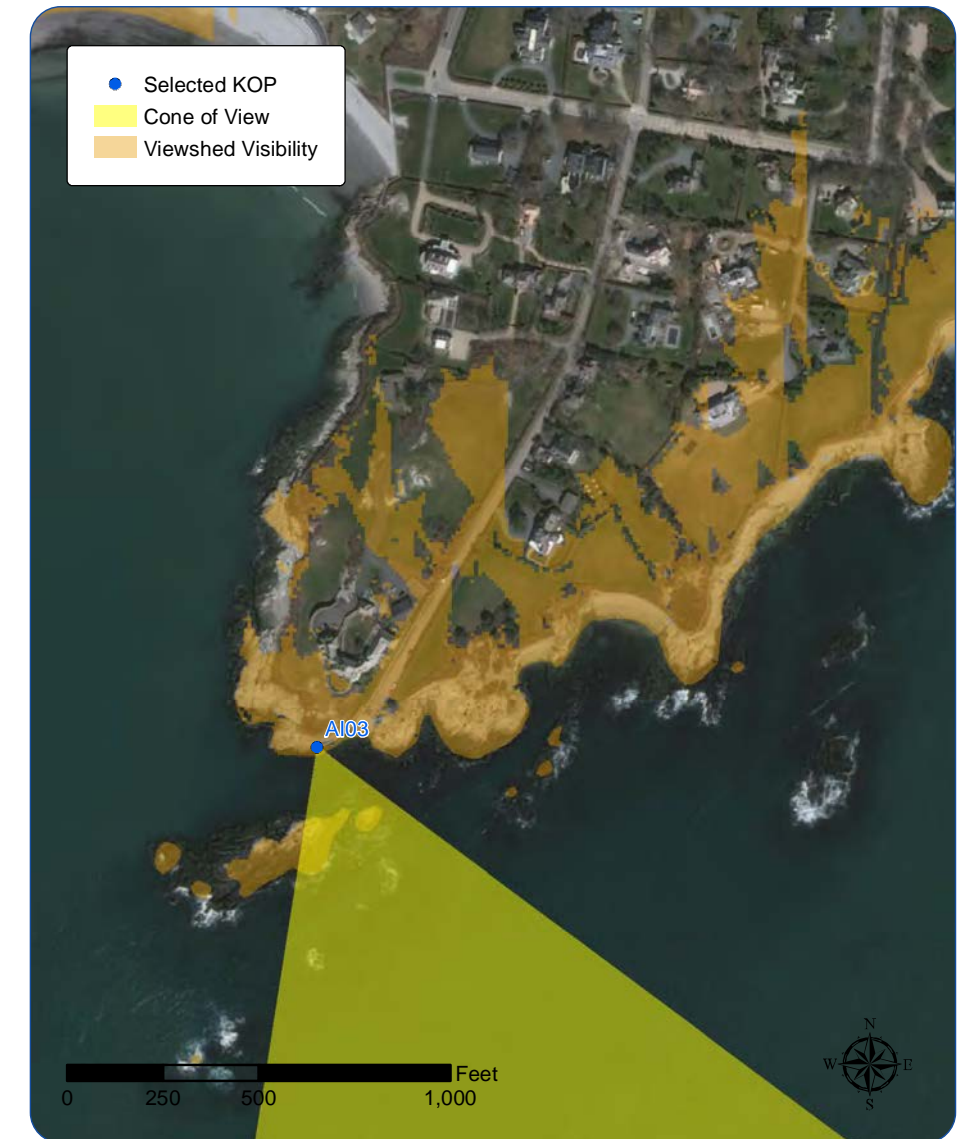 Selected KOP
Cone of View
Viewshed Visibility
AI03
N
W E
S
Feet
0 250 500 1,000